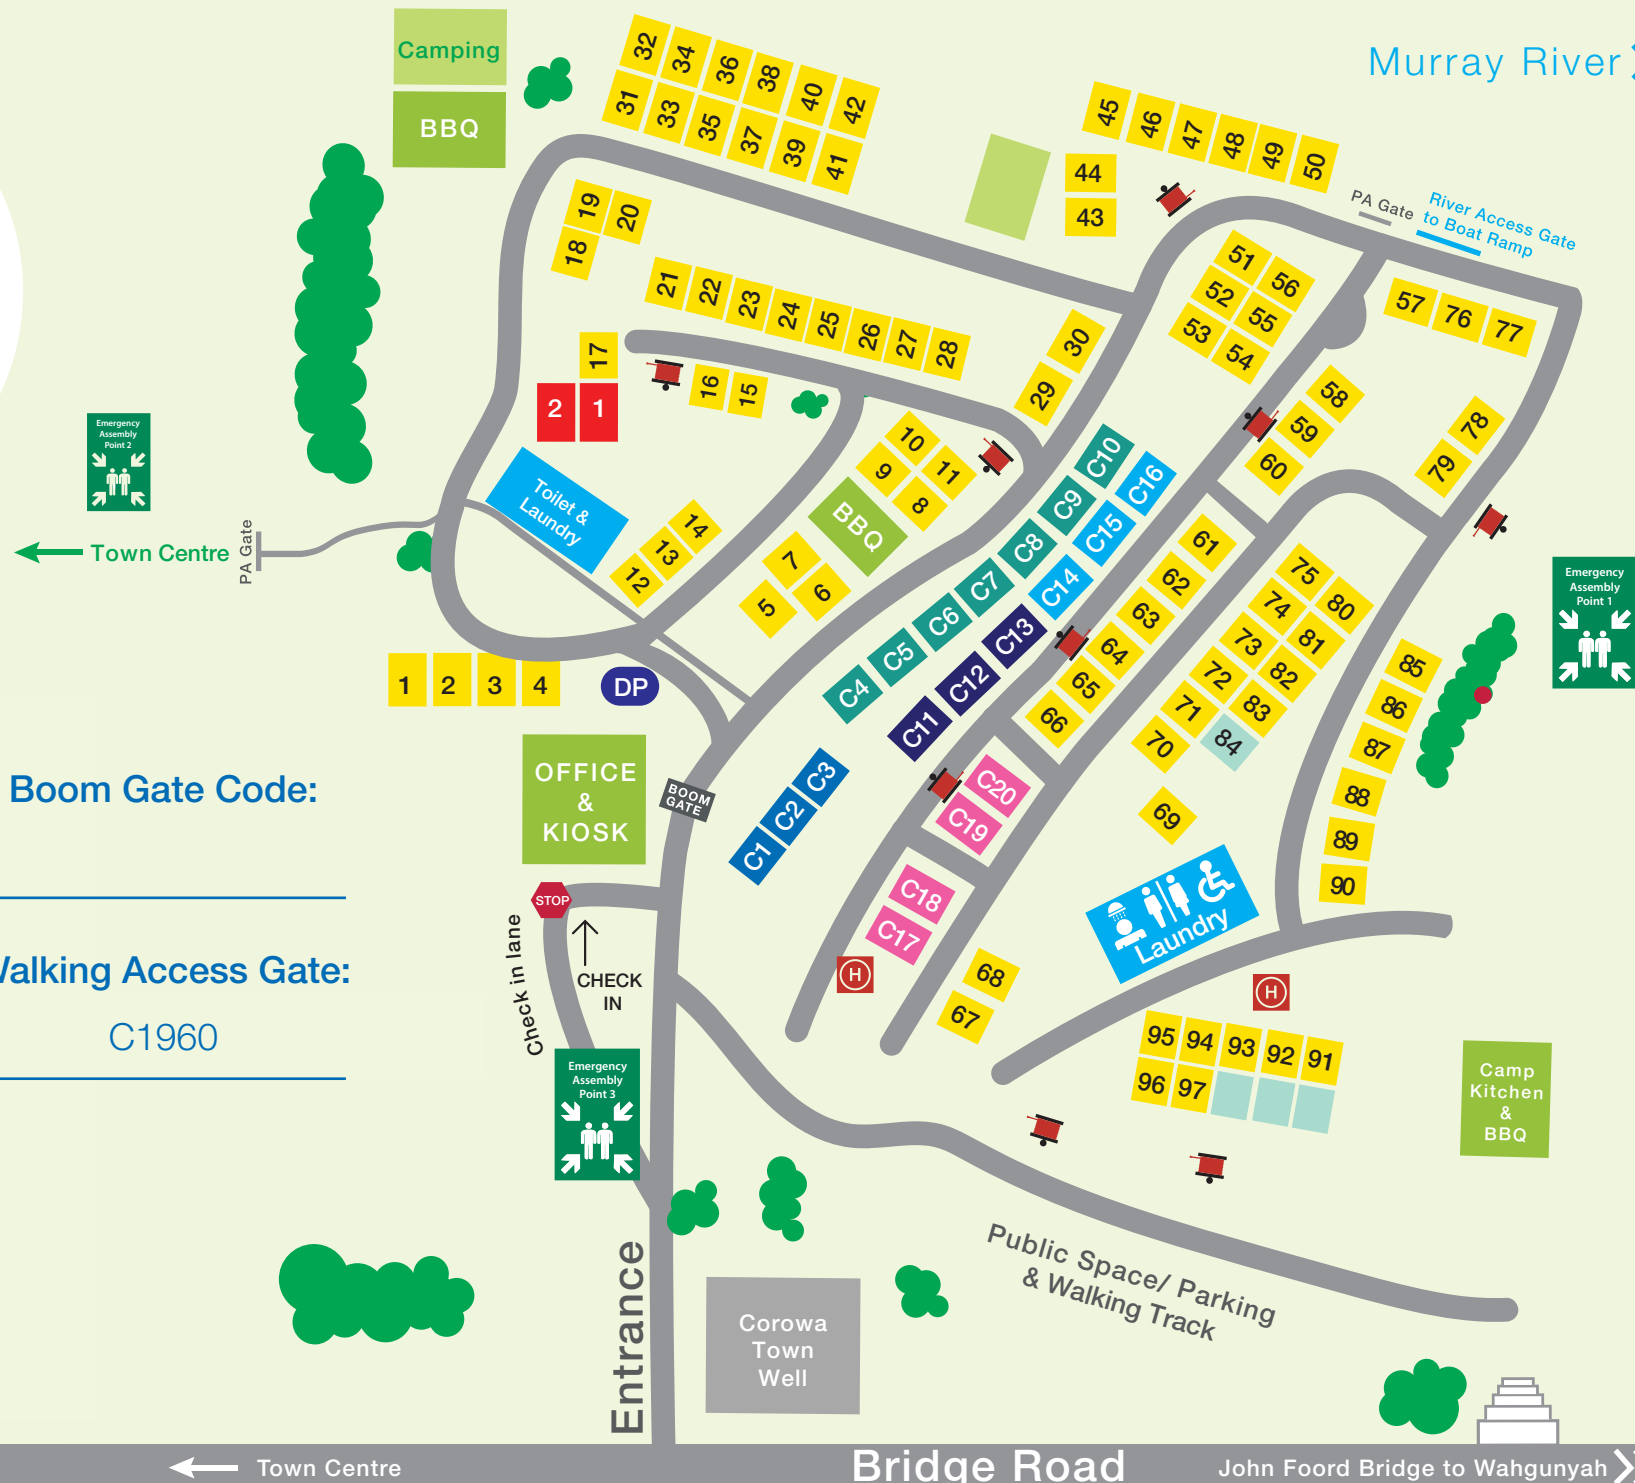 Camping
BBQ
32
34
36
38
40
42
31
33
35
37
39
41
Murray River
45
46
47
48
49
50
44
43
PA Gate
River Access Gate
to Boat Ramp
19
20
18
21
22
23
24
25
26
27
28
30
29
51
56
52
55
53
54
57
76
77
17
2
1
16
15
58
59
60
78
79
Emergency
Assembly
Point 2
Town Centre
PA Gate
Toilet &
Laundry
14
13
12
10
11
9
8
BBQ
7
6
5
C10
C9
C8
C7
C6
C5
C4
C16
C15
C14
C13
C12
C11
61
62
63
64
65
66
75
80
74
81
73
82
72
83
71
84
70
69
Emergency
Assembly
Point 1
85
86
87
88
89
90
1
2
3
4
DP
OFFICE
&
KIOSK
BOOM
GATE
C3
C2
C1
C20
C19
C18
C17
Boom Gate Code:
STOP
Check in lane
CHECK
IN
Walking Access Gate:
C1960
H
68
67
Laundry
H
95
94
93
92
91
96
97
Camp
Kitchen
&
BBQ
Emergency
Assembly
Point 3
Entrance
Corowa
Town
Well
Public Space/ Parking
& Walking Track
Town Centre
Bridge Road
John Foord Bridge to Wahgunyah